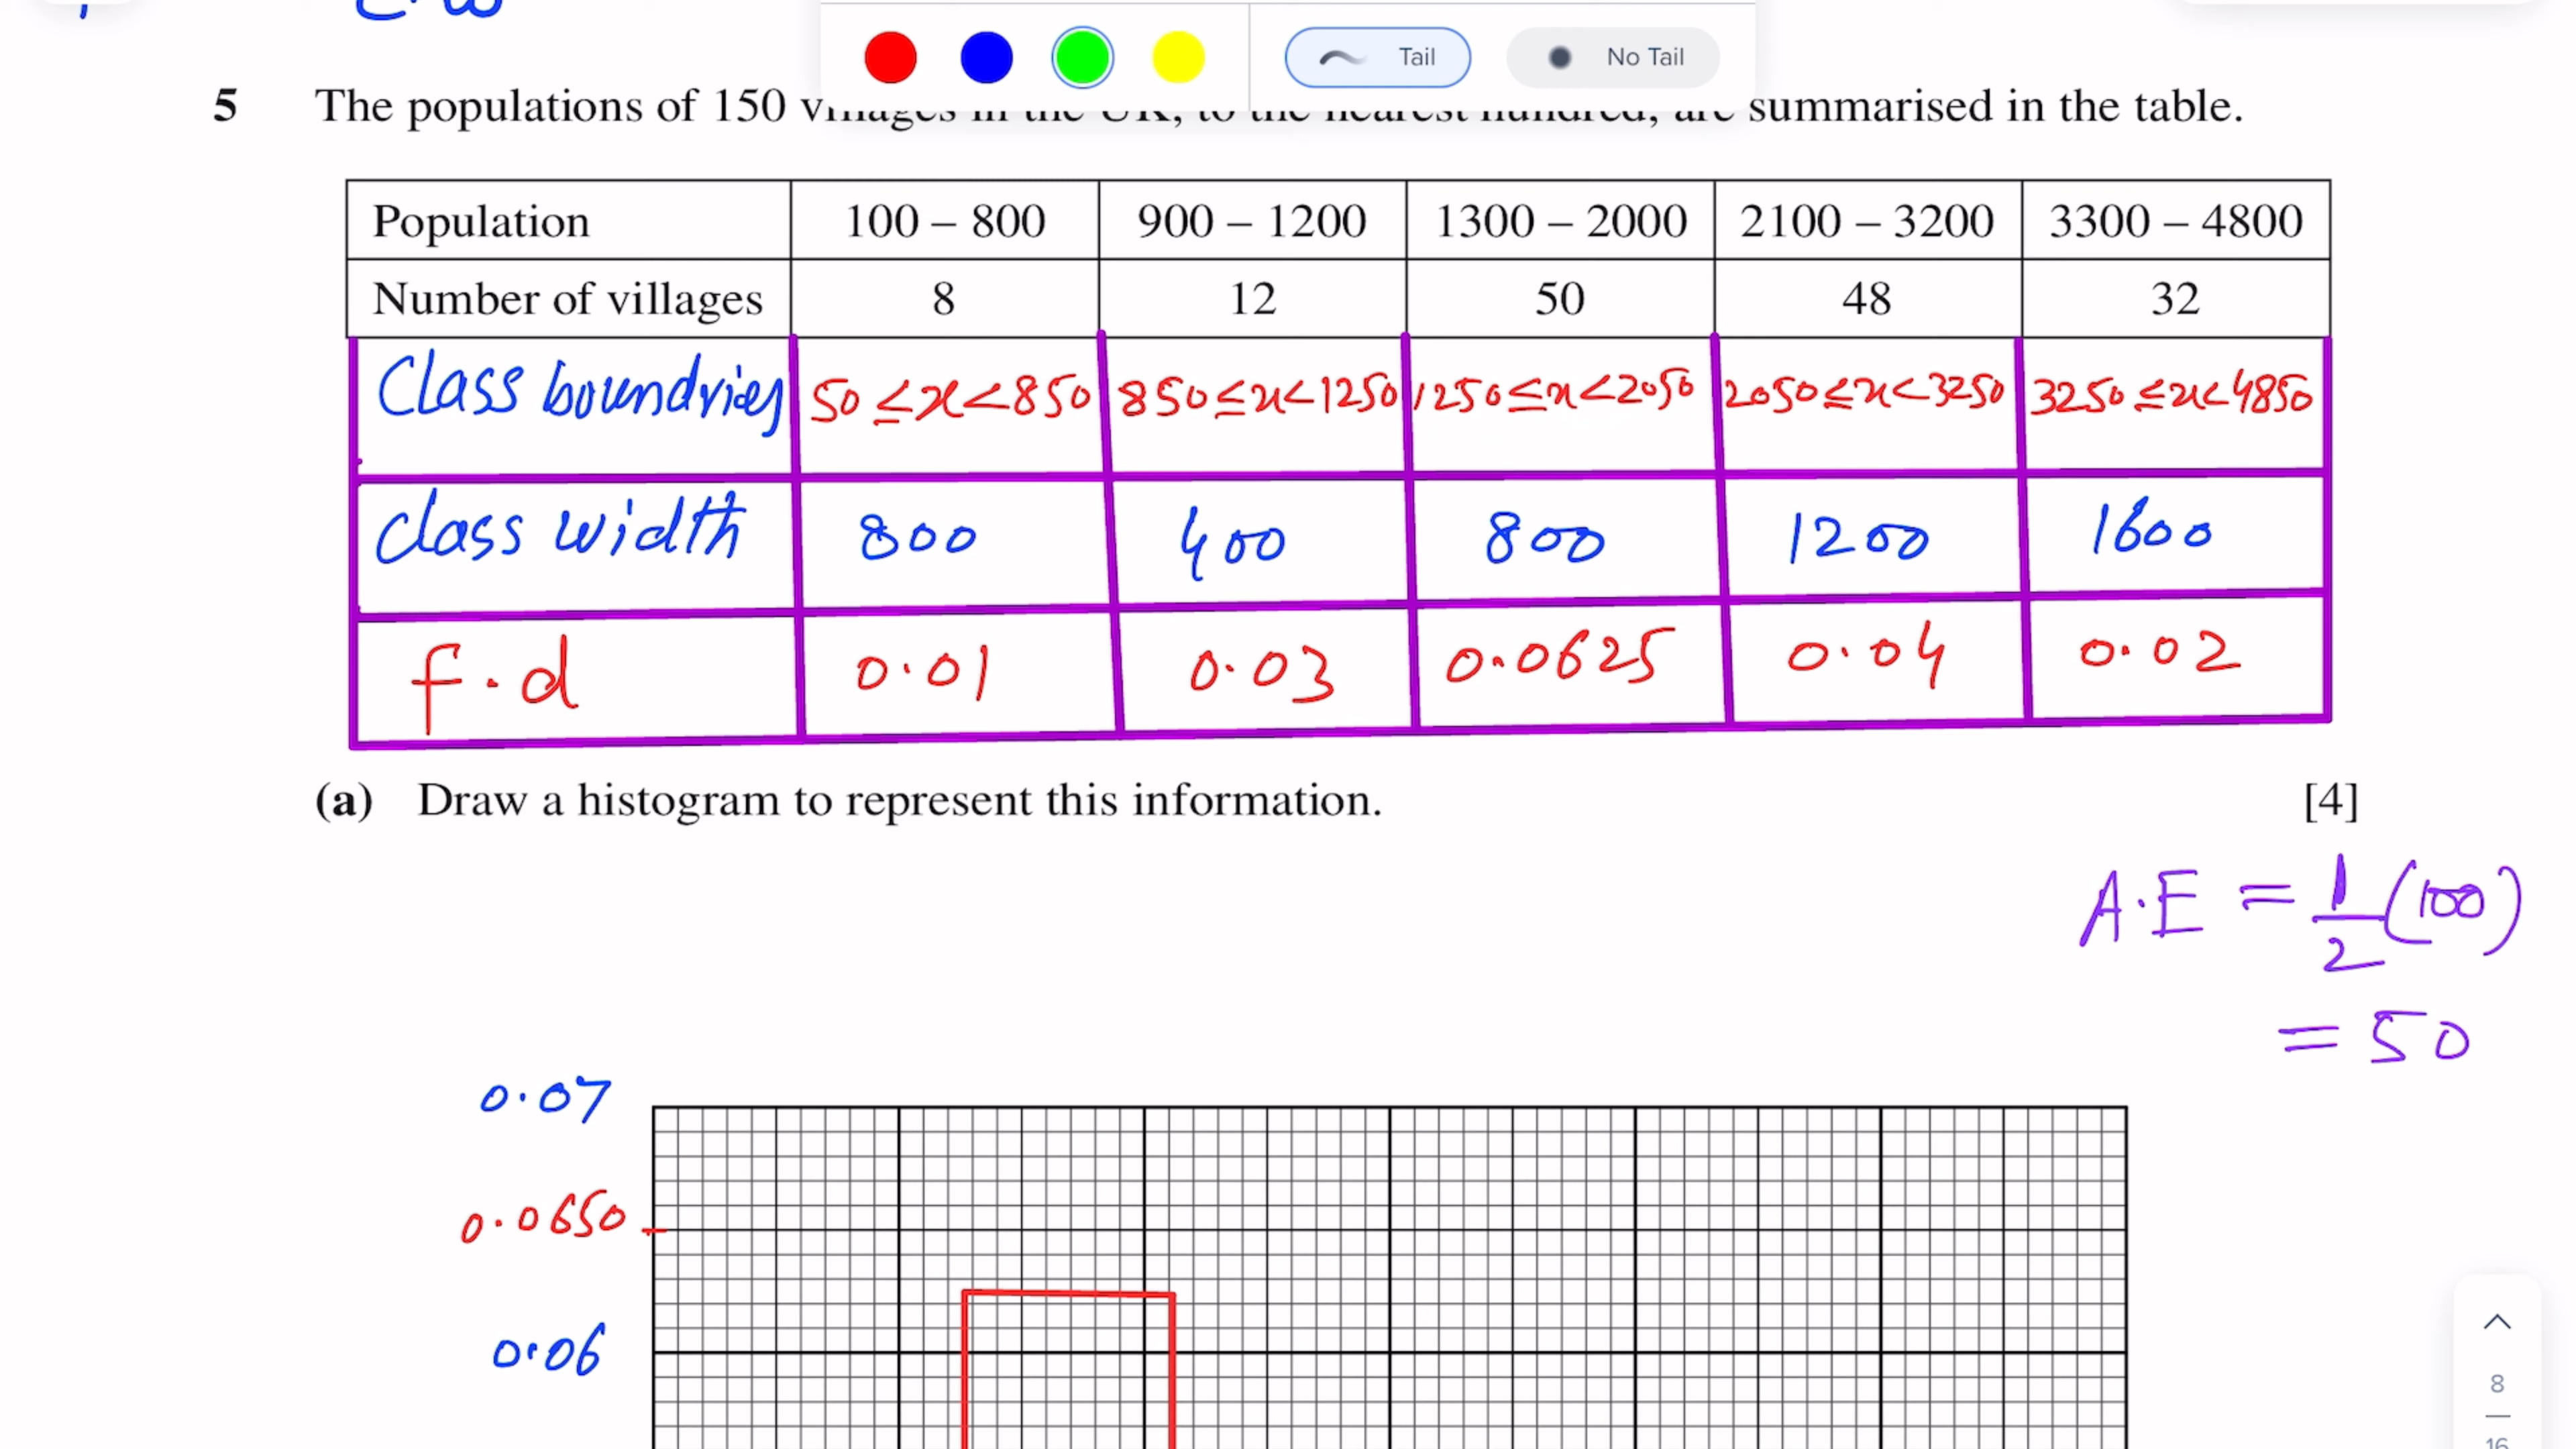 Tail No Tail
5 The populations of 150 villages in the UK, to the nearest hundred, are summarised in the table.
Population 100 – 800 900 – 1200 1300 – 2000 2100 – 3200 3300 – 4800
Number of villages 8 12 50 48 32
Class boundries 50 ≤ x < 850 850 ≤ x < 1250 1250 ≤ x < 2050 2050 ≤ x < 3250 3250 ≤ x < 4850
class width 800 400 800 1200 1600
f.d 0.01 0.03 0.0625 0.04 0.02
(a) Draw a histogram to represent this information. [4]
A.E = 1/2 (100)
= 50
0.07
0.0650
0.06
8
16